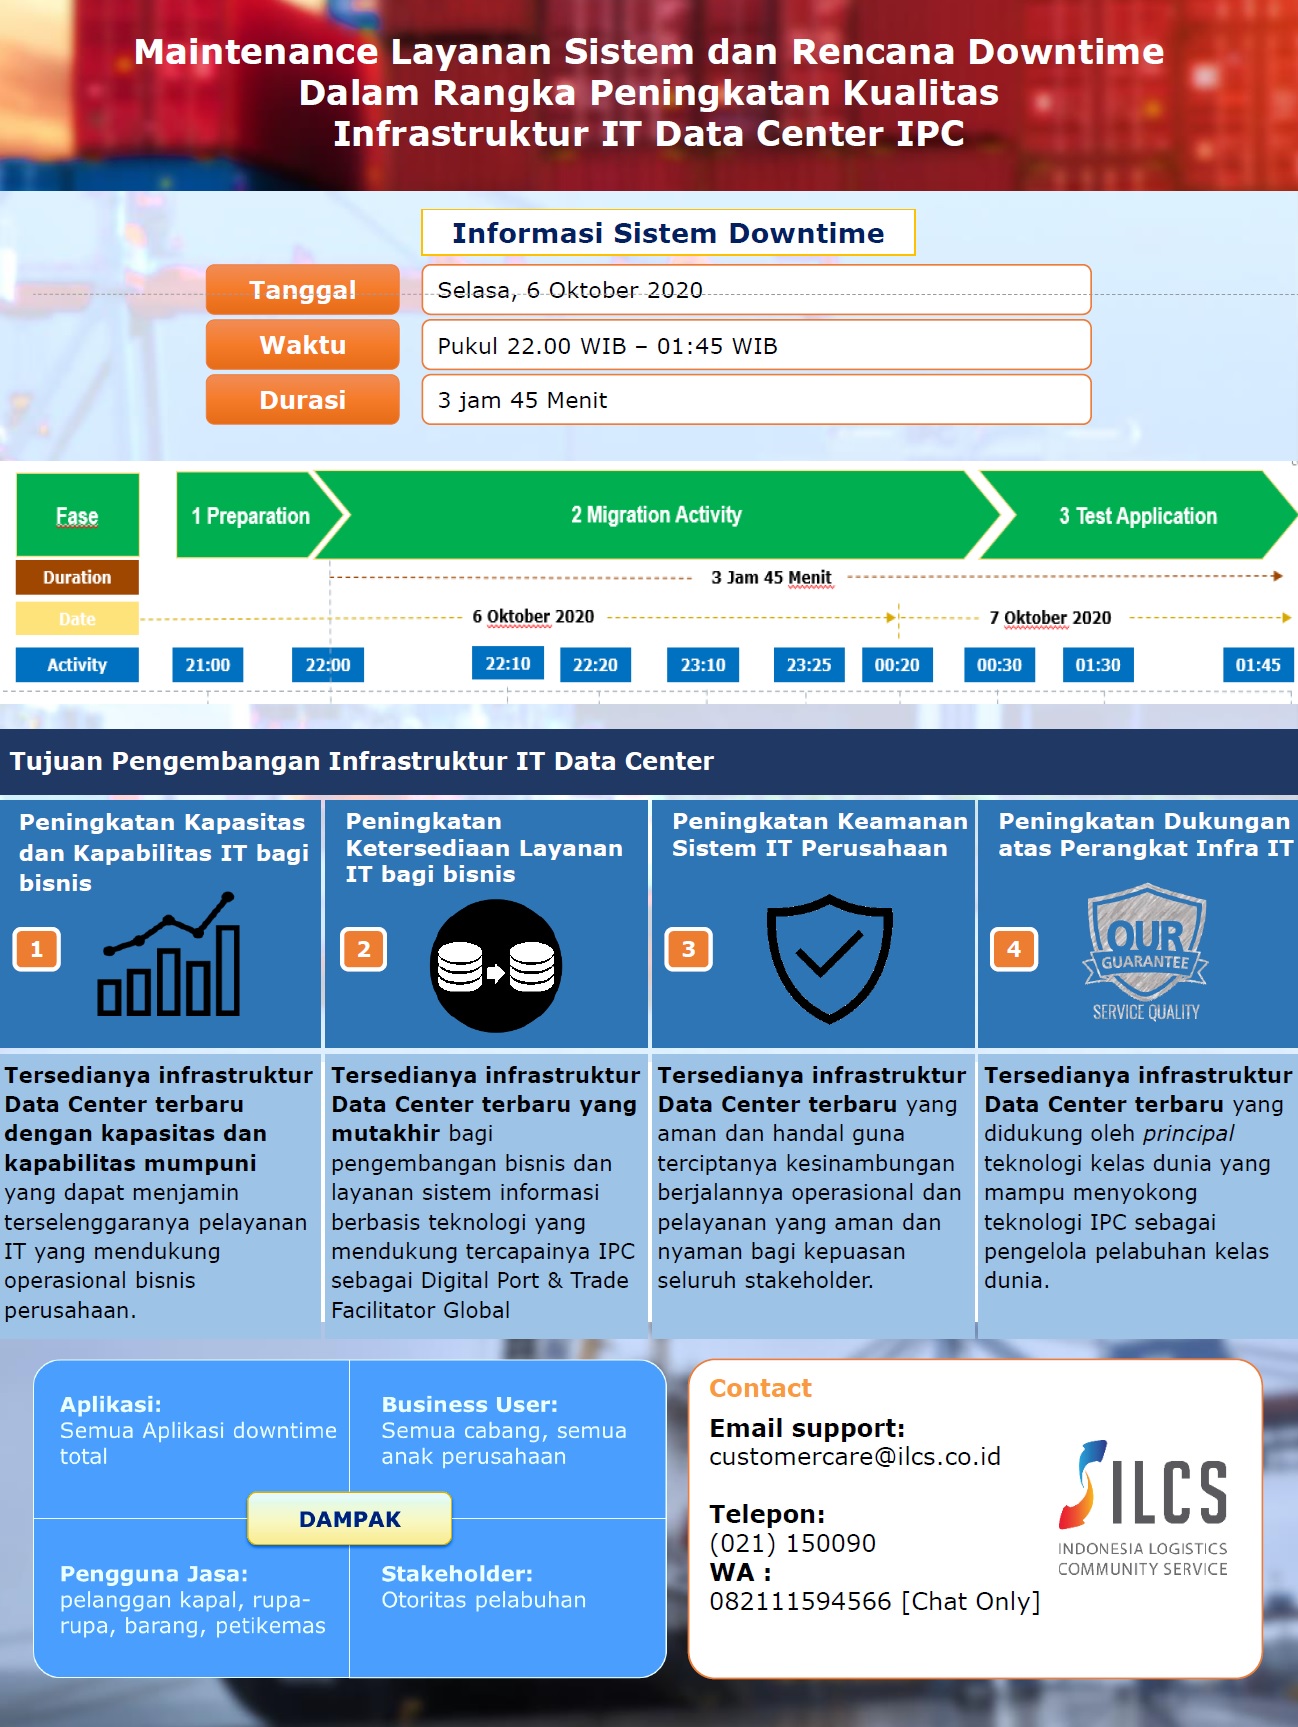 Maintenance Layanan Sistem dan Rencana Downtime
Dalam Rangka Peningkatan Kualitas
Infrastruktur IT Data Center IPC
Informasi Sistem Downtime
Tanggal
Selasa, 6 Oktober 2020
Waktu
Pukul 22.00 WIB – 01:45 WIB
Durasi
3 jam 45 Menit
Fase
1 Preparation
2 Migration Activity
3 Test Application
Duration
3 Jam 45 Menit
Date
6 Oktober 2020
7 Oktober 2020
Activity
21:00
22:00
22:10
22:20
23:10
23:25
00:20
00:30
01:30
01:45
Tujuan Pengembangan Infrastruktur IT Data Center
Peningkatan Kapasitas
dan Kapabilitas IT bagi
bisnis
1
Tersedianya infrastruktur
Data Center terbaru
dengan kapasitas dan
kapabilitas mumpuni
yang dapat menjamin
terselenggaranya pelayanan
IT yang mendukung
operasional bisnis
perusahaan.
Peningkatan
Ketersediaan Layanan
IT bagi bisnis
2
Tersedianya infrastruktur
Data Center terbaru yang
mutakhir bagi
pengembangan bisnis dan
layanan sistem informasi
berbasis teknologi yang
mendukung tercapainya IPC
sebagai Digital Port & Trade
Facilitator Global
Peningkatan Keamanan
Sistem IT Perusahaan
3
Tersedianya infrastruktur
Data Center terbaru yang
aman dan handal guna
terciptanya kesinambungan
berjalannya operasional dan
pelayanan yang aman dan
nyaman bagi kepuasan
seluruh stakeholder.
Peningkatan Dukungan
atas Perangkat Infra IT
4
OUR
GUARANTEE
SERVICE QUALITY
Tersedianya infrastruktur
Data Center terbaru yang
didukung oleh principal
teknologi kelas dunia yang
mampu menyokong
teknologi IPC sebagai
pengelola pelabuhan kelas
dunia.
Aplikasi:
Semua Aplikasi downtime
total
Business User:
Semua cabang, semua
anak perusahaan
DAMPAK
Pengguna Jasa:
pelanggan kapal, rupa-
rupa, barang, petikemas
Stakeholder:
Otoritas pelabuhan
Contact
Email support:
customercare@ilcs.co.id
Telepon:
(021) 150090
WA :
082111594566 [Chat Only]
ILCS
INDONESIA LOGISTICS
COMMUNITY SERVICE